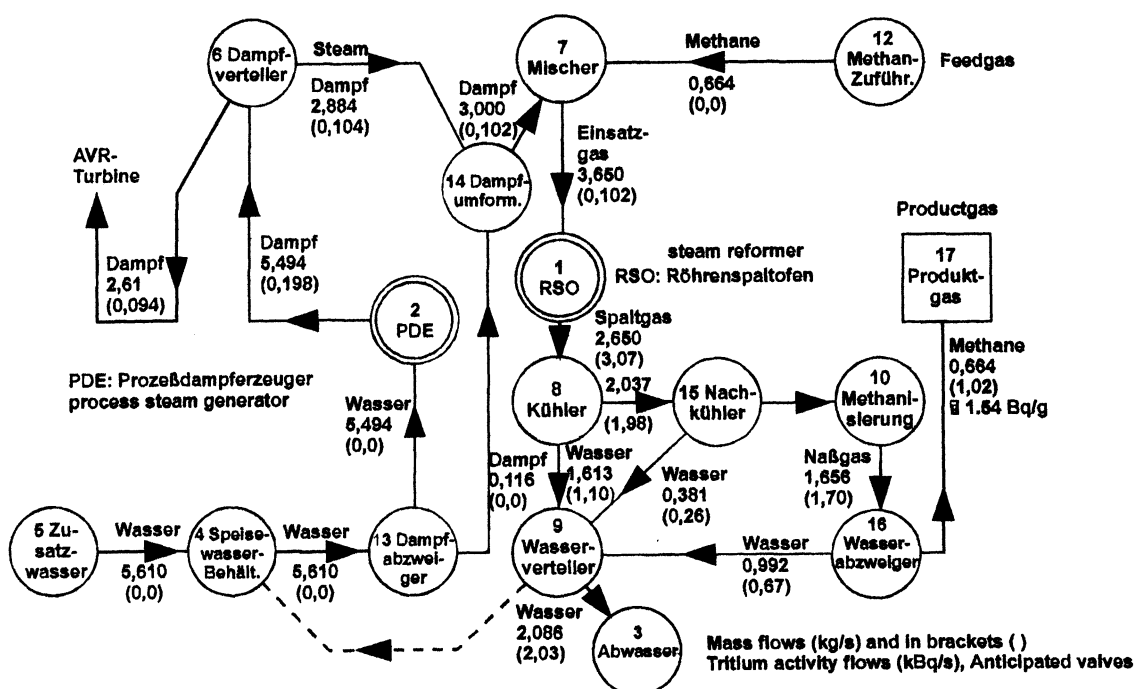 6 Dampf-
verteiler
Steam
Dampf
2,884
(0,104)
7
Mischer
Methane
0,664
(0,0)
12
Methan-
Zuführ.
Feedgas
Dampf
3,000
(0,102)
Einsatz-
gas
3,650
(0,102)
AVR-
Turbine
14 Dampf-
umform.
Dampf
2,61
(0,094)
Dampf
5,494
(0,198)
2
PDE
1
RSO
steam reformer
RSO: Röhrenspaltofen
Productgas
17
Produkt-
gas
Spaltgas
2,650
(3,07)
Methane
0,664
(1,02)
1.54 Bq/g
PDE: Prozeßdampferzeuger
process steam generator
Wasser
5,494
(0,0)
8
Kühler
2,037
(1,98)
15 Nach-
kühler
10
Methani-
sierung
Dampf
0,116
(0,0)
Wasser
1,613
(1,10)
Wasser
0,381
(0,26)
Naßgas
1,656
(1,70)
5 Zu-
satz-
wasser
Wasser
5,610
(0,0)
4 Speise-
wasser-
Behält.
Wasser
5,610
(0,0)
13 Dampf-
abzwei-
ger
9
Wasser-
verteiler
Wasser
0,992
(0,67)
16
Wasser-
abzweiger
Wasser
2,086
(2,03)
3
Abwasser
Mass flows (kg/s) and in brackets ( )
Tritium activity flows (kBq/s), Anticipated valves